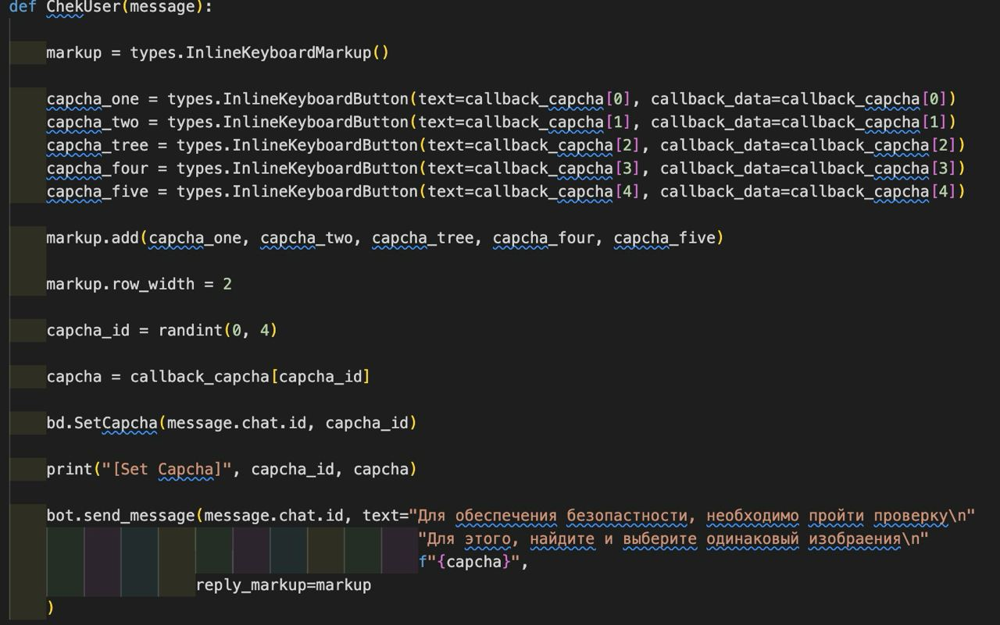 def ChekUser(message):
markup = types.InlineKeyboardMarkup()
capcha_one = types.InlineKeyboardButton(text=callback_capcha[0], callback_data=callback_capcha[0])
capcha_two = types.InlineKeyboardButton(text=callback_capcha[1], callback_data=callback_capcha[1])
capcha_tree = types.InlineKeyboardButton(text=callback_capcha[2], callback_data=callback_capcha[2])
capcha_four = types.InlineKeyboardButton(text=callback_capcha[3], callback_data=callback_capcha[3])
capcha_five = types.InlineKeyboardButton(text=callback_capcha[4], callback_data=callback_capcha[4])
markup.add(capcha_one, capcha_two, capcha_tree, capcha_four, capcha_five)
markup.row_width = 2
capcha_id = randint(0, 4)
capcha = callback_capcha[capcha_id]
bd.SetCapcha(message.chat.id, capcha_id)
print("[Set Capcha]", capcha_id, capcha)
bot.send_message(message.chat.id, text="Для обеспечения безопастности, необходимо пройти проверку\n"
"Для этого, найдите и выберите одинаковый изобраения\n"
f"{capcha}",
reply_markup=markup
)